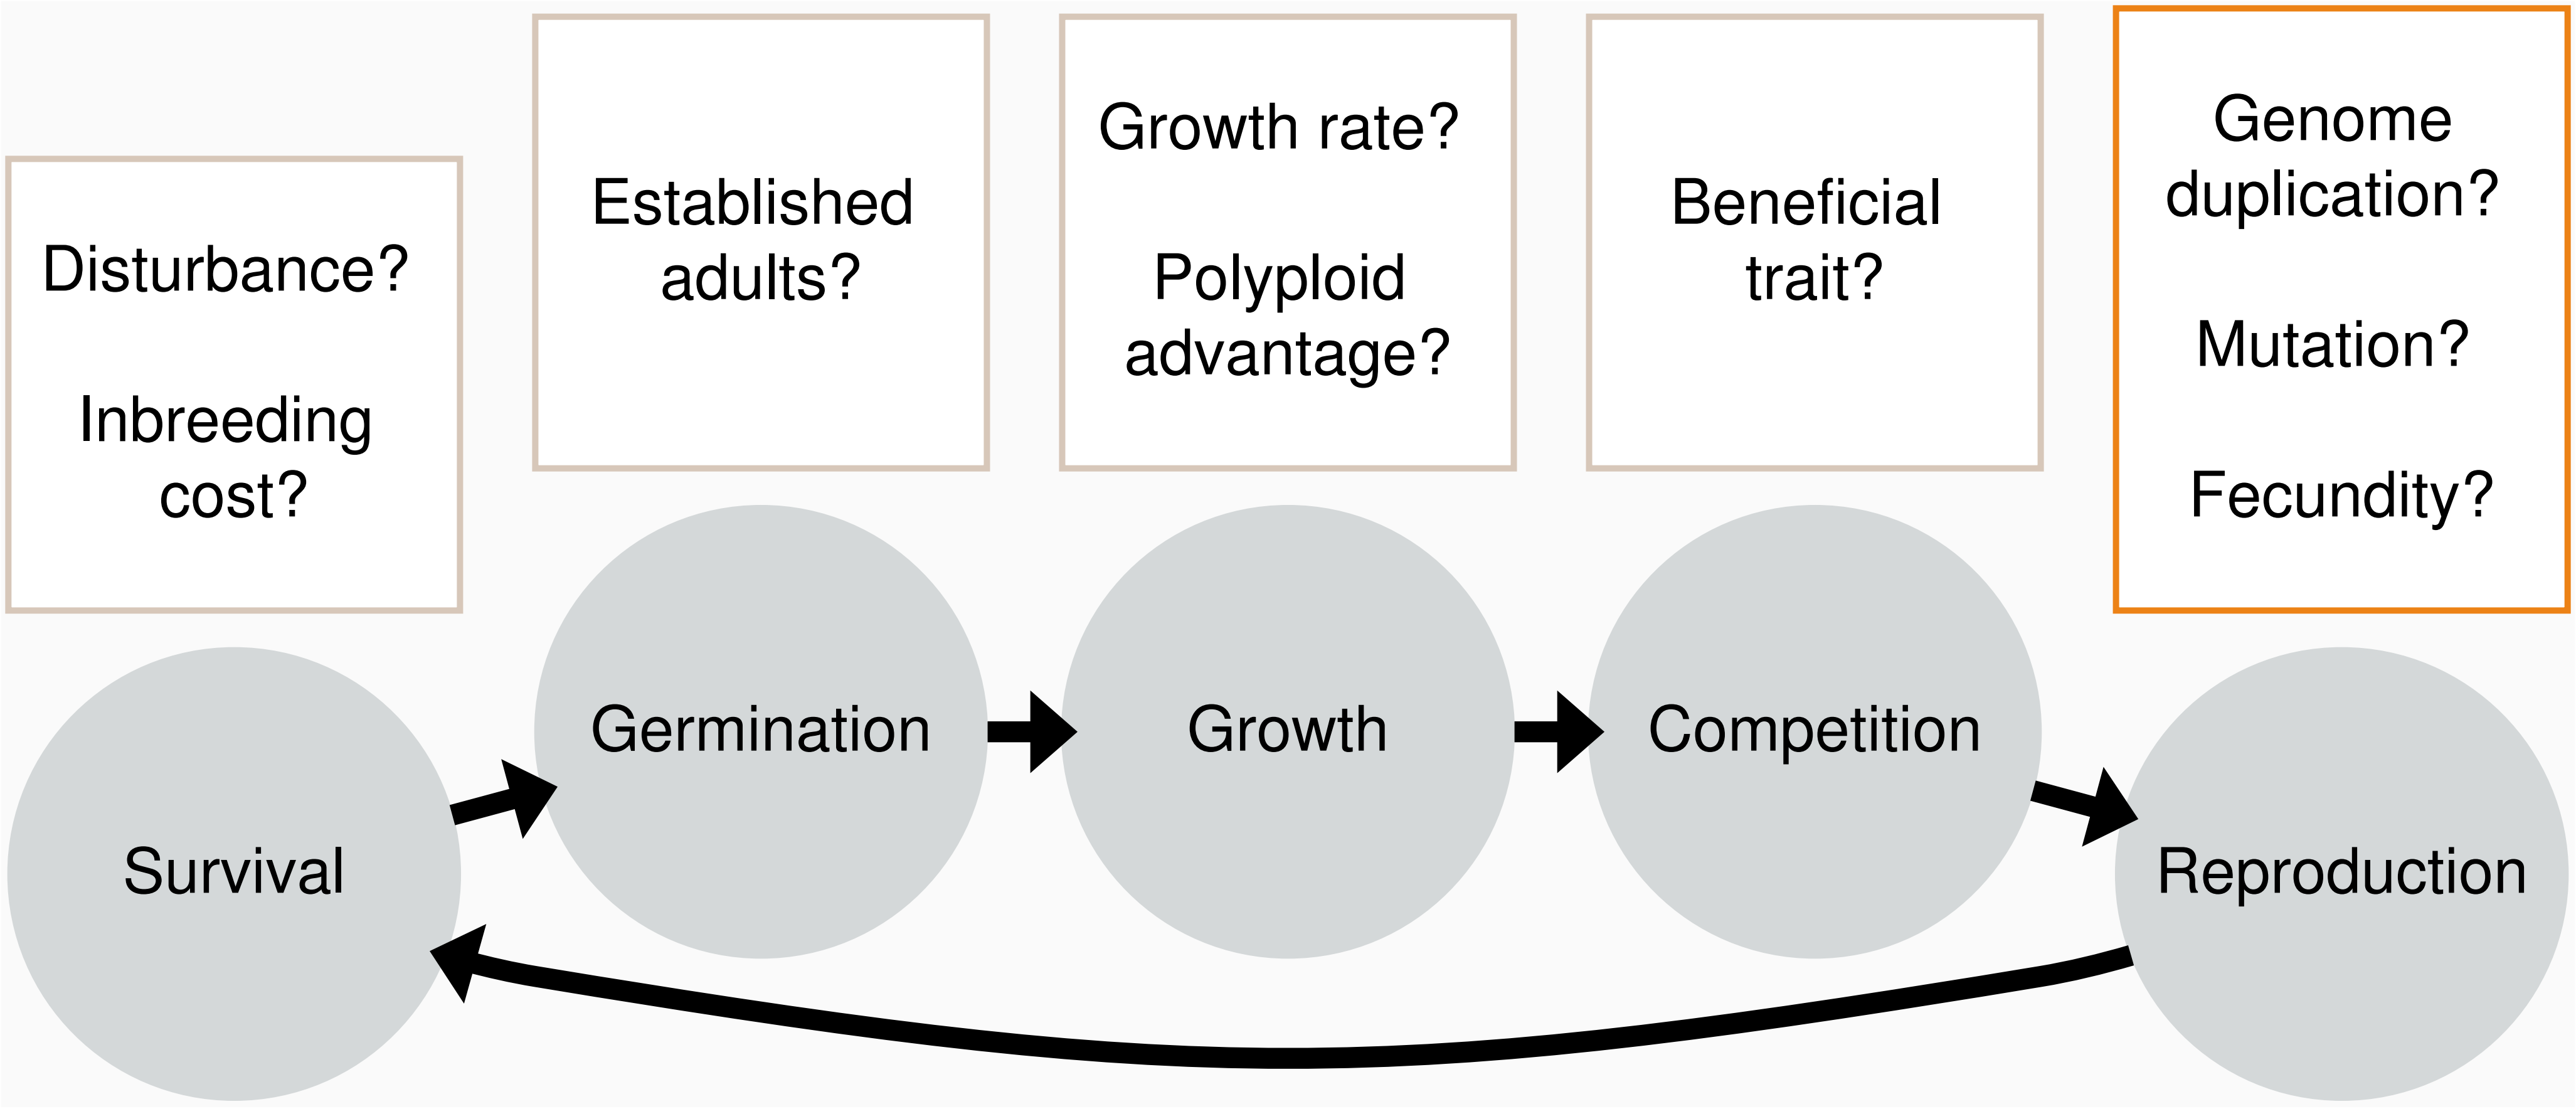 Disturbance?
Inbreeding
cost?
Established
adults?
Growth rate?
Polyploid
advantage?
Beneficial
trait?
Genome
duplication?
Mutation?
Fecundity?
Survival
Germination
Growth
Competition
Reproduction